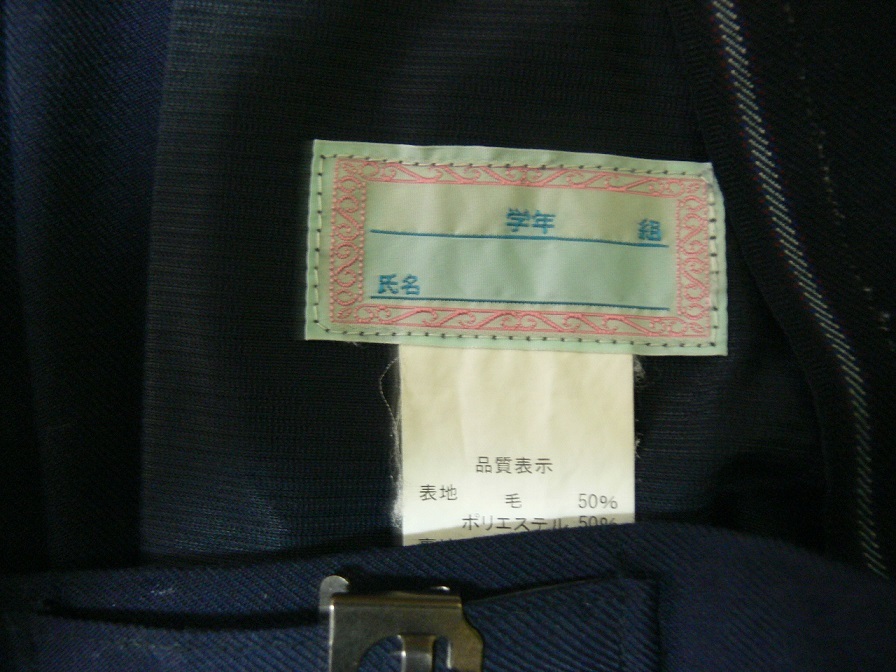 学年 組
氏名
品質表示
表地 毛 50%
ポリエステル 50%